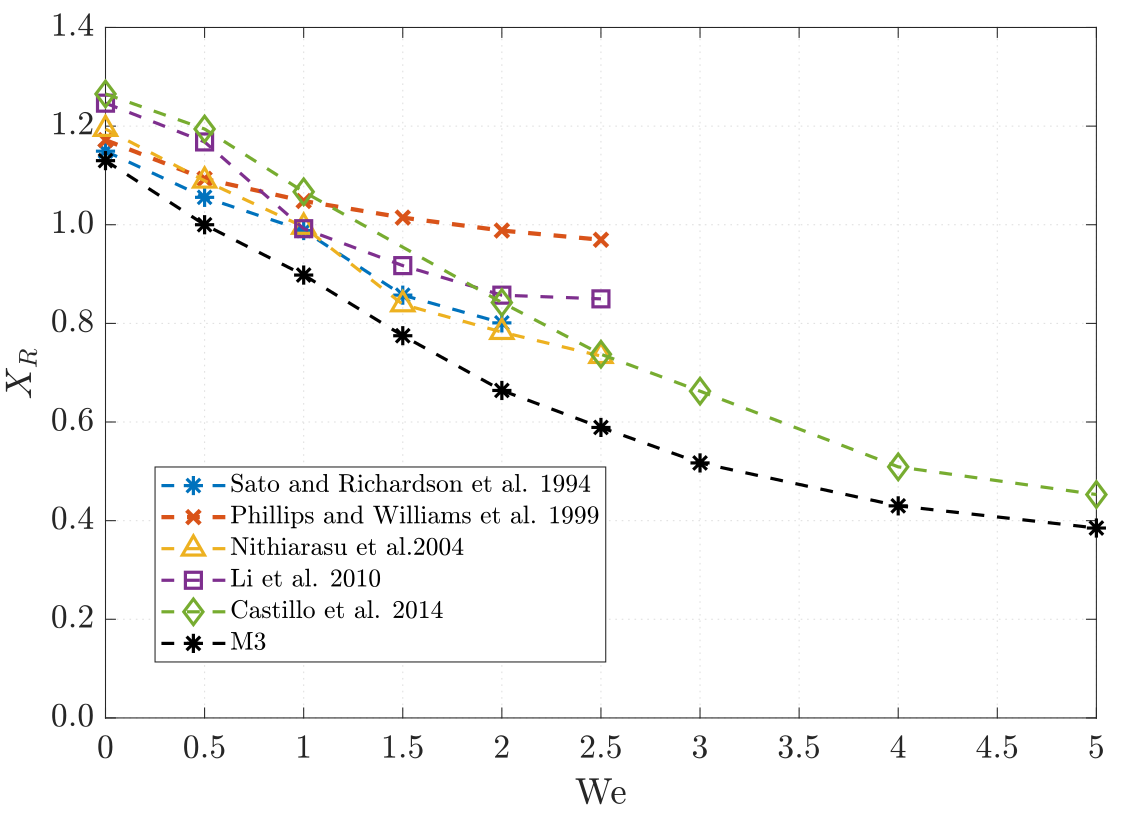 1.4
1.2
1.0
0.8
0.6
0.4
0.2
0.0
X_R
Sato and Richardson et al. 1994
Phillips and Williams et al. 1999
Nithiarasu et al.2004
Li et al. 2010
Castillo et al. 2014
M3
0 0.5 1 1.5 2 2.5 3 3.5 4 4.5 5
We